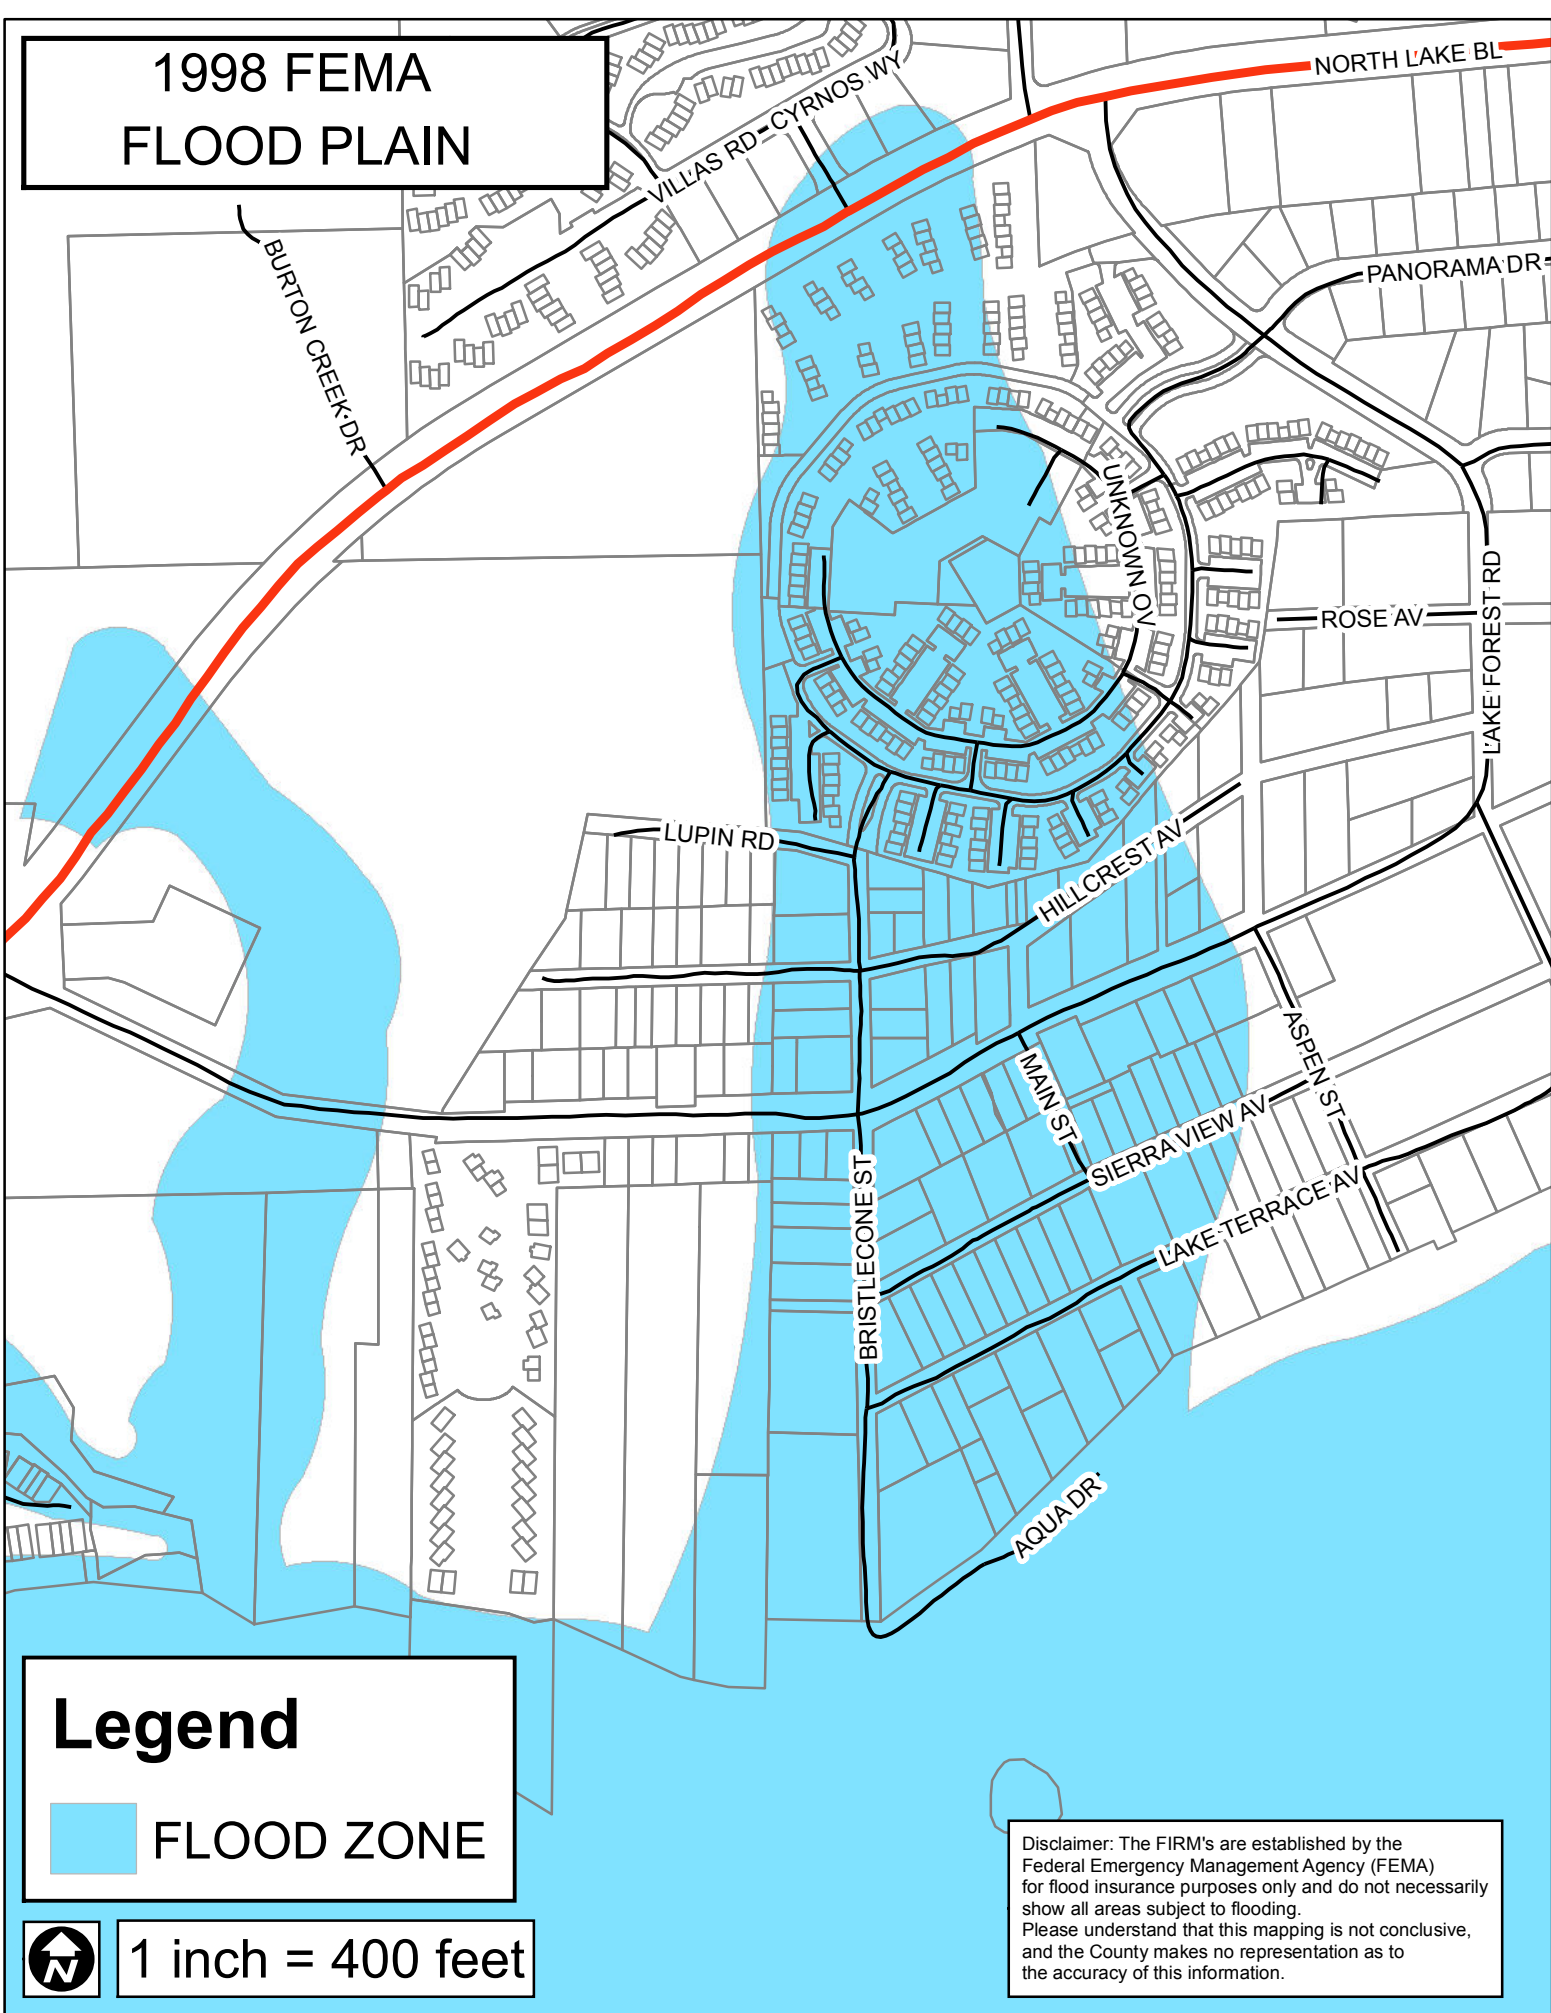 1998 FEMA
FLOOD PLAIN
NORTH LAKE BL
CYRNOS WY
VILLAS RD
BURTON CREEK DR
PANORAMA DR
UNKNOWN OV
LAKE FOREST RD
ROSE AV
LUPIN RD
HILLCREST AV
ASPEN ST
MAIN ST
SIERRA VIEW AV
BRISTLECONE ST
LAKE TERRACE AV
AQUA DR
Legend
FLOOD ZONE
N
1 inch = 400 feet
Disclaimer: The FIRM's are established by the
Federal Emergency Management Agency (FEMA)
for flood insurance purposes only and do not necessarily
show all areas subject to flooding.
Please understand that this mapping is not conclusive,
and the County makes no representation as to
the accuracy of this information.